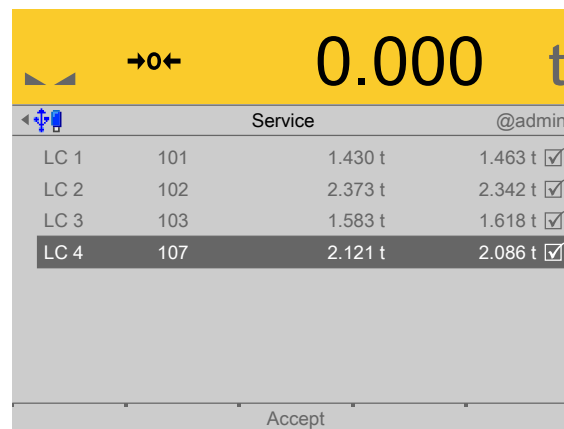 →0← 0.000 t
Service @admin
LC 1 101 1.430 t 1.463 t
LC 2 102 2.373 t 2.342 t
LC 3 103 1.583 t 1.618 t
LC 4 107 2.121 t 2.086 t
Accept